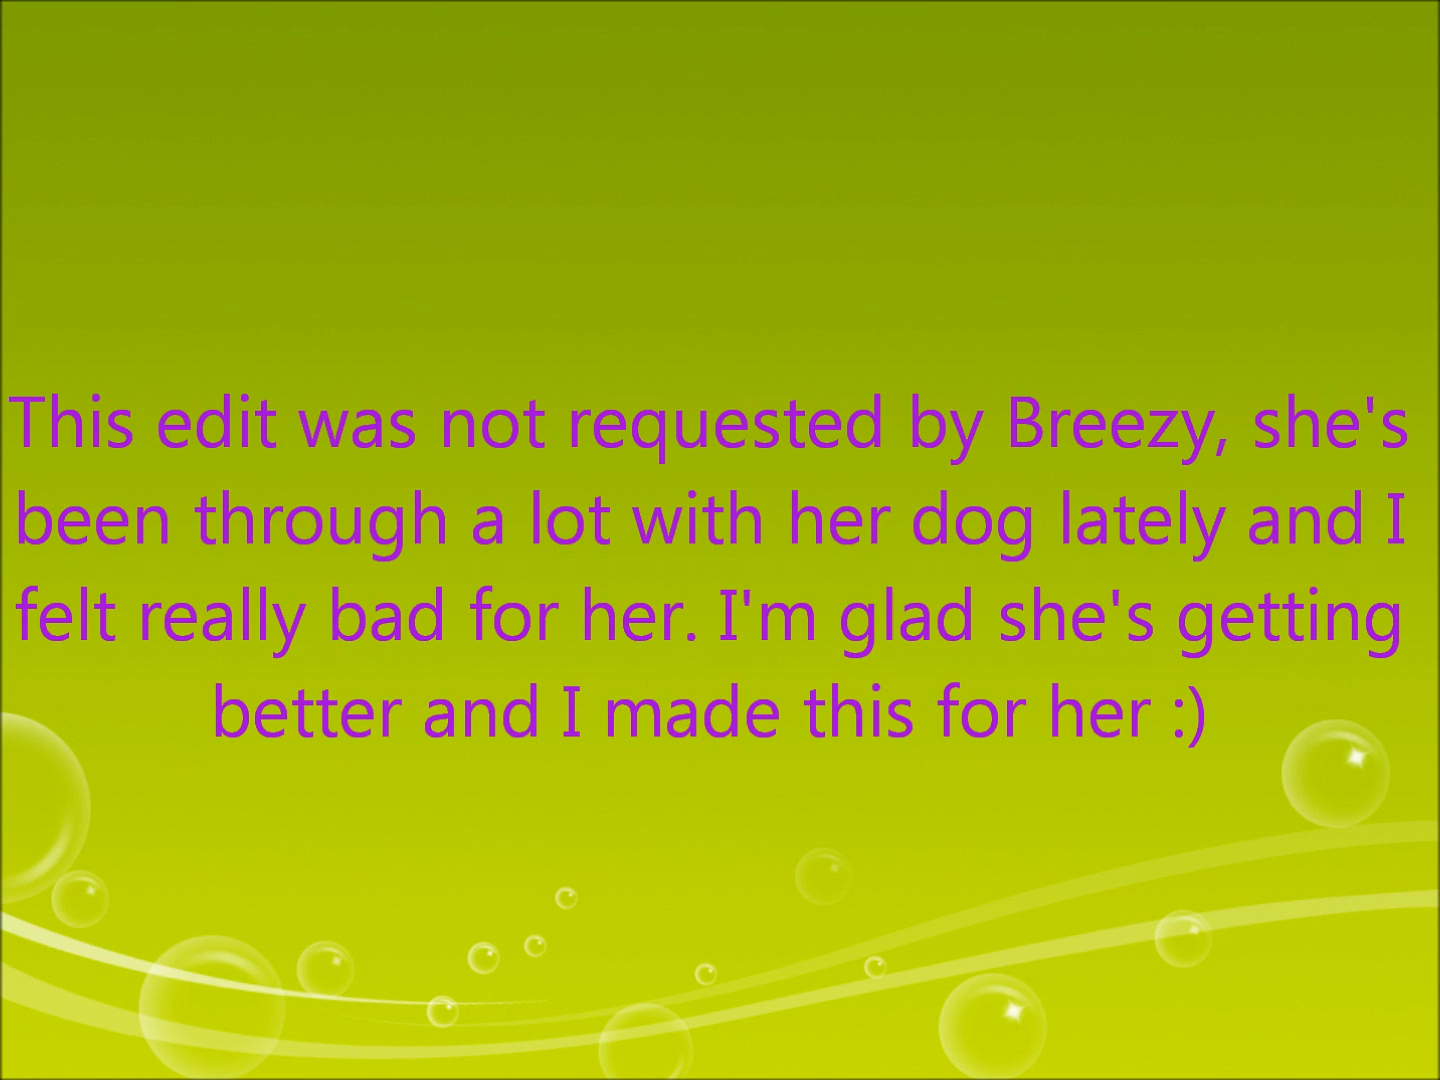 This edit was not requested by Breezy, she's
been through a lot with her dog lately and I
felt really bad for her. I'm glad she's getting
better and I made this for her :)